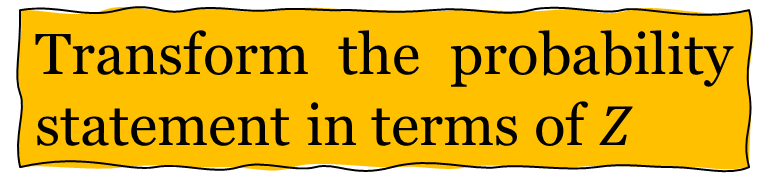 Transform the probability
statement in terms of Z